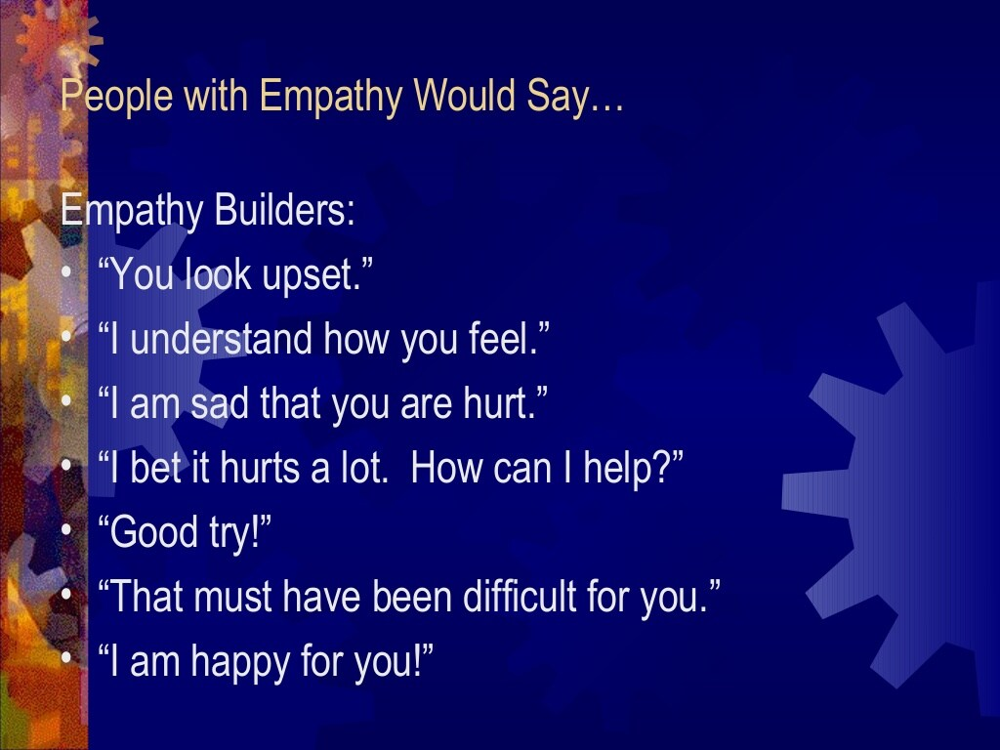 People with Empathy Would Say…
Empathy Builders:
• “You look upset.”
• “I understand how you feel.”
• “I am sad that you are hurt.”
• “I bet it hurts a lot.  How can I help?”
• “Good try!”
• “That must have been difficult for you.”
• “I am happy for you!”